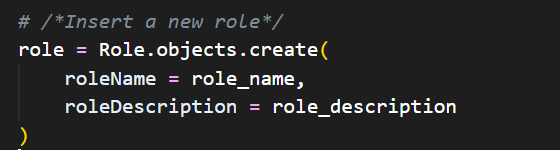 # /*Insert a new role*/
role = Role.objects.create(
    roleName = role_name,
    roleDescription = role_description
)